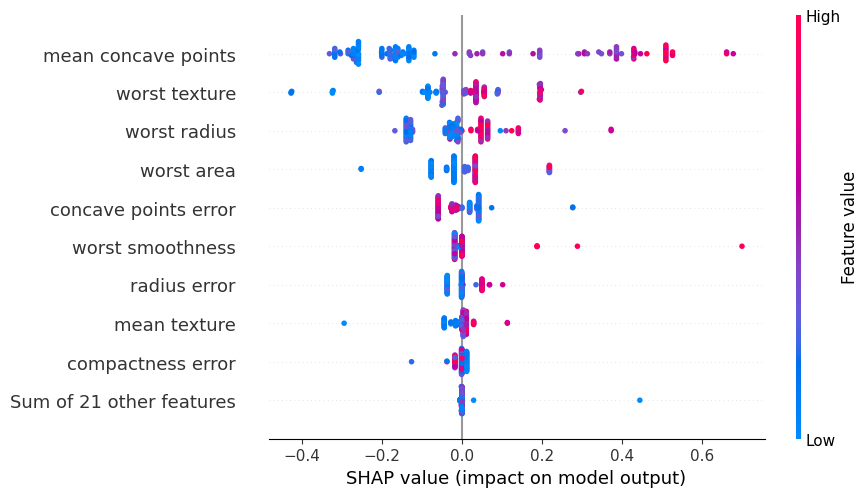 High
mean concave points
worst texture
worst radius
worst area
concave points error
worst smoothness
radius error
mean texture
compactness error
Sum of 21 other features
Feature value
Low
−0.4 −0.2 0.0 0.2 0.4 0.6
SHAP value (impact on model output)